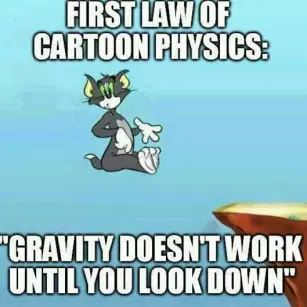 FIRST LAW OF
CARTOON PHYSICS:
"GRAVITY DOESN'T WORK
UNTIL YOU LOOK DOWN"